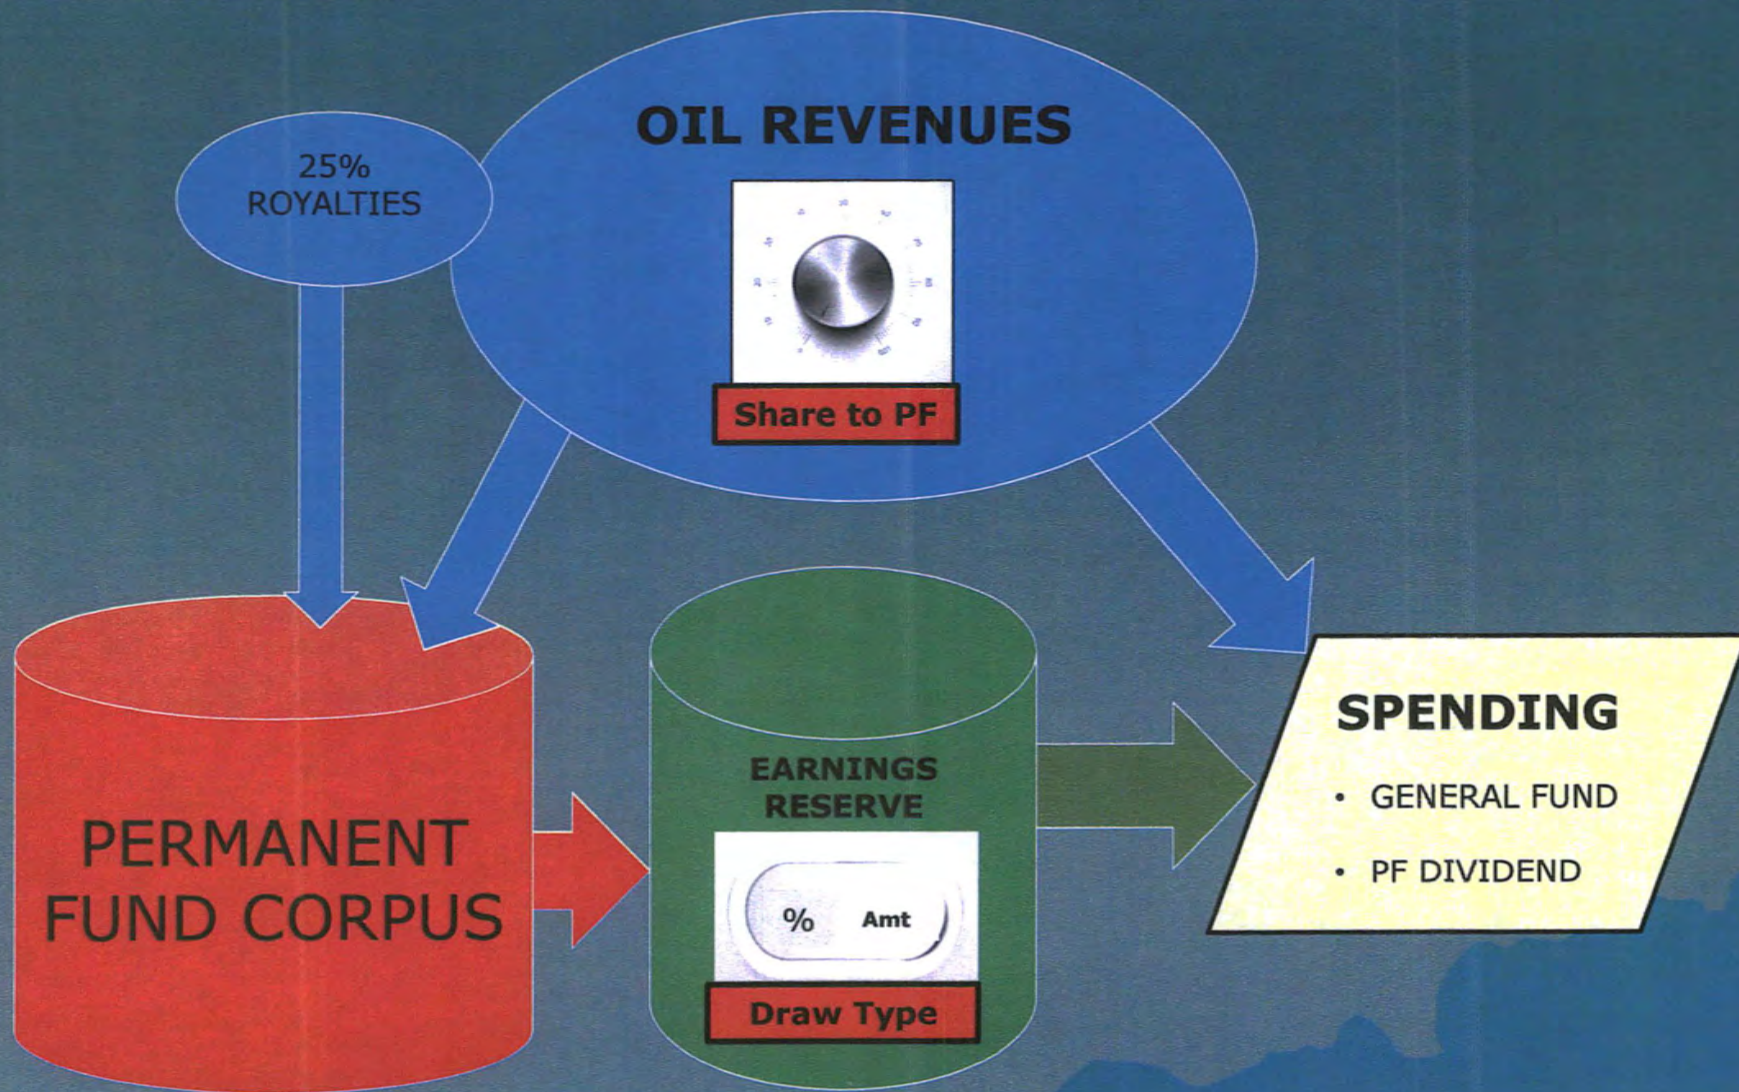 OIL REVENUES
25%
ROYALTIES
Share to PF
SPENDING
• GENERAL FUND
• PF DIVIDEND
EARNINGS
RESERVE
% Amt
Draw Type
PERMANENT
FUND CORPUS